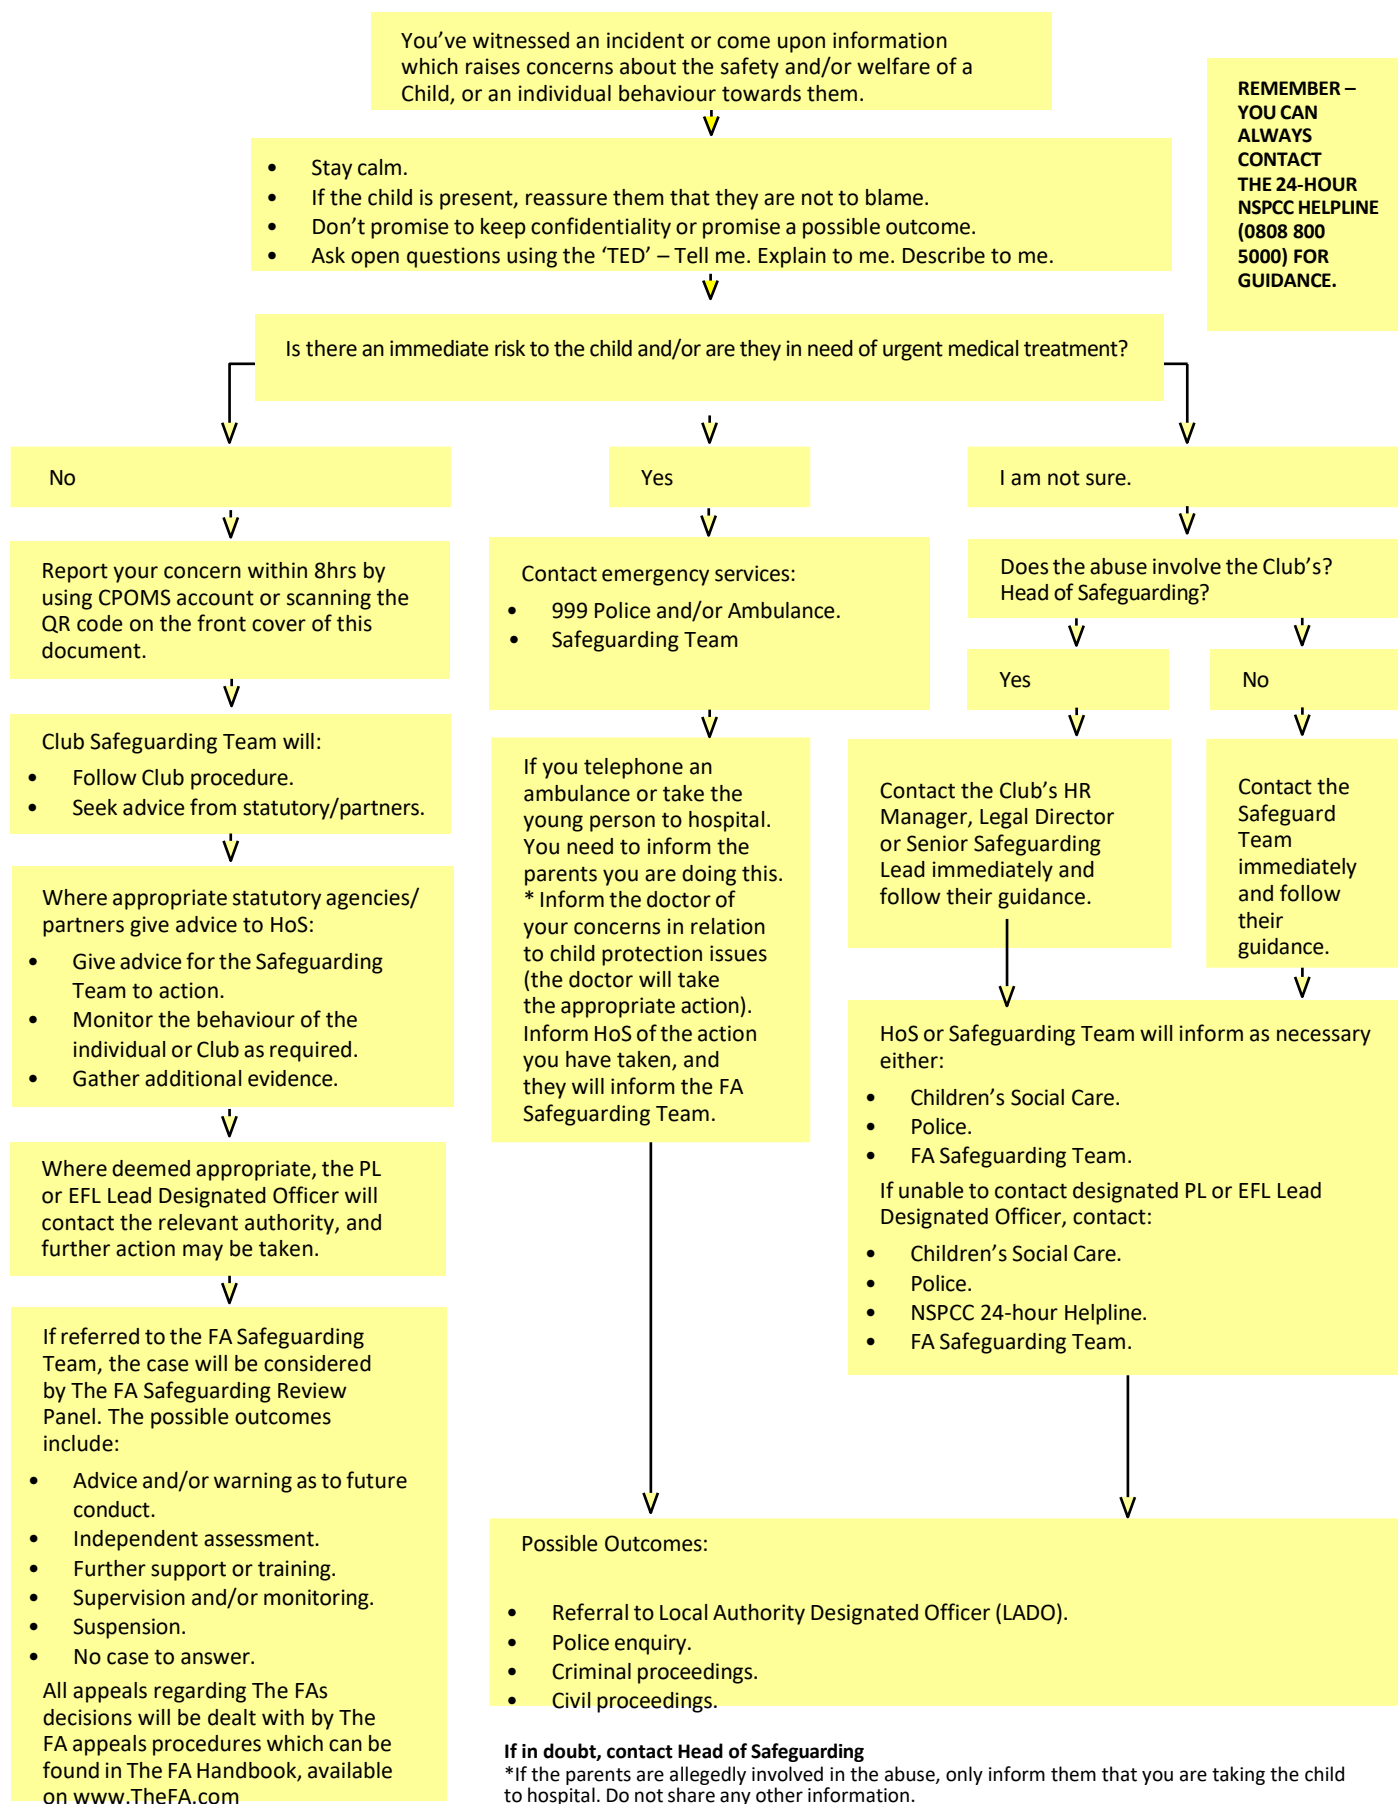 You’ve witnessed an incident or come upon information
which raises concerns about the safety and/or welfare of a
Child, or an individual behaviour towards them.
REMEMBER –
YOU CAN
ALWAYS
CONTACT
THE 24-HOUR
NSPCC HELPLINE
(0808 800
5000) FOR
GUIDANCE.
• Stay calm.
• If the child is present, reassure them that they are not to blame.
• Don’t promise to keep confidentiality or promise a possible outcome.
• Ask open questions using the ‘TED’ – Tell me. Explain to me. Describe to me.
Is there an immediate risk to the child and/or are they in need of urgent medical treatment?
No
Report your concern within 8hrs by
using CPOMS account or scanning the
QR code on the front cover of this
document.
Club Safeguarding Team will:
• Follow Club procedure.
• Seek advice from statutory/partners.
Where appropriate statutory agencies/
partners give advice to HoS:
• Give advice for the Safeguarding
Team to action.
• Monitor the behaviour of the
individual or Club as required.
• Gather additional evidence.
Where deemed appropriate, the PL
or EFL Lead Designated Officer will
contact the relevant authority, and
further action may be taken.
If referred to the FA Safeguarding
Team, the case will be considered
by The FA Safeguarding Review
Panel. The possible outcomes
include:
• Advice and/or warning as to future
conduct.
• Independent assessment.
• Further support or training.
• Supervision and/or monitoring.
• Suspension.
• No case to answer.
All appeals regarding The FAs
decisions will be dealt with by The
FA appeals procedures which can be
found in The FA Handbook, available
on www.TheFA.com
Yes
Contact emergency services:
• 999 Police and/or Ambulance.
• Safeguarding Team
If you telephone an
ambulance or take the
young person to hospital.
You need to inform the
parents you are doing this.
* Inform the doctor of
your concerns in relation
to child protection issues
(the doctor will take
the appropriate action).
Inform HoS of the action
you have taken, and
they will inform the FA
Safeguarding Team.
I am not sure.
Does the abuse involve the Club’s?
Head of Safeguarding?
Yes
Contact the Club’s HR
Manager, Legal Director
or Senior Safeguarding
Lead immediately and
follow their guidance.
No
Contact the
Safeguard
Team
immediately
and follow
their
guidance.
HoS or Safeguarding Team will inform as necessary
either:
• Children’s Social Care.
• Police.
• FA Safeguarding Team.
If unable to contact designated PL or EFL Lead
Designated Officer, contact:
• Children’s Social Care.
• Police.
• NSPCC 24-hour Helpline.
• FA Safeguarding Team.
Possible Outcomes:
• Referral to Local Authority Designated Officer (LADO).
• Police enquiry.
• Criminal proceedings.
• Civil proceedings.
If in doubt, contact Head of Safeguarding
*If the parents are allegedly involved in the abuse, only inform them that you are taking the child
to hospital. Do not share any other information.